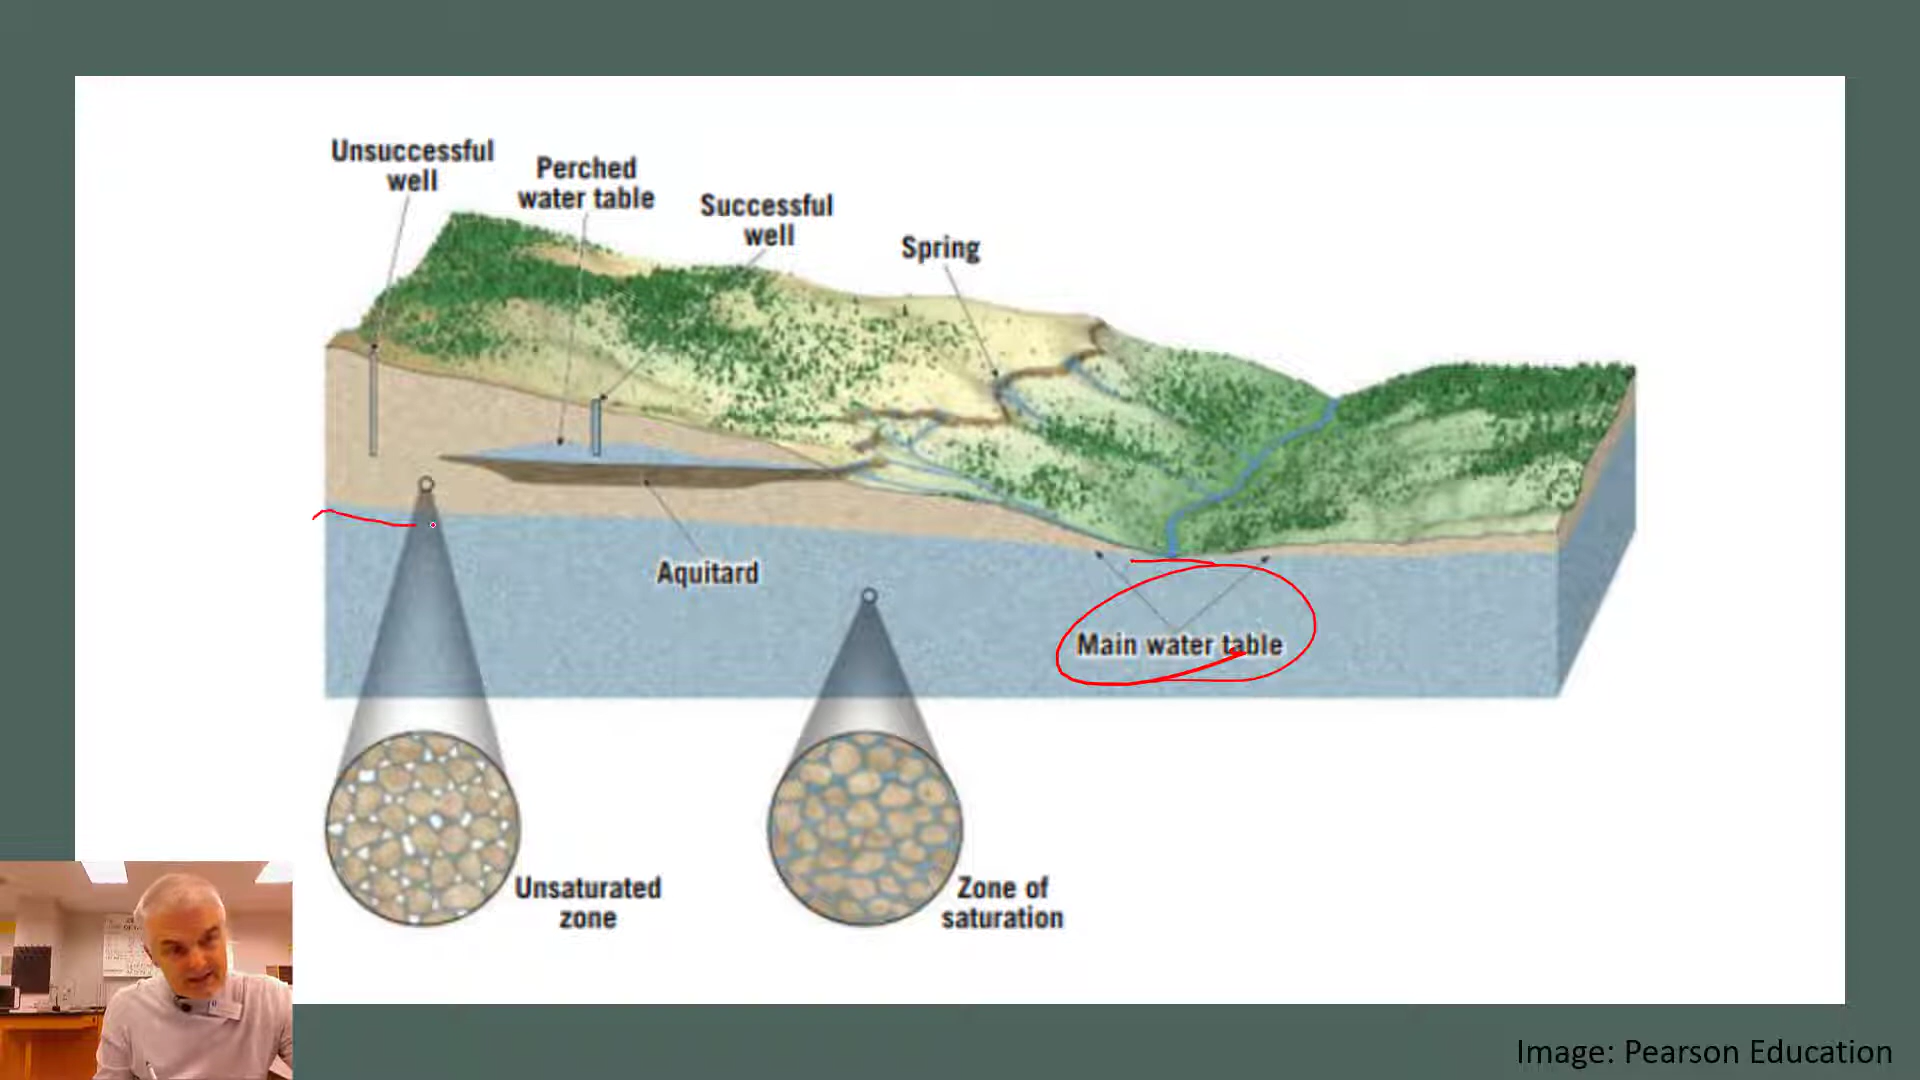 Unsuccessful
well
Perched
water table
Successful
well
Spring
Aquitard
Main water table
Unsaturated
zone
Zone of
saturation
Image: Pearson Education